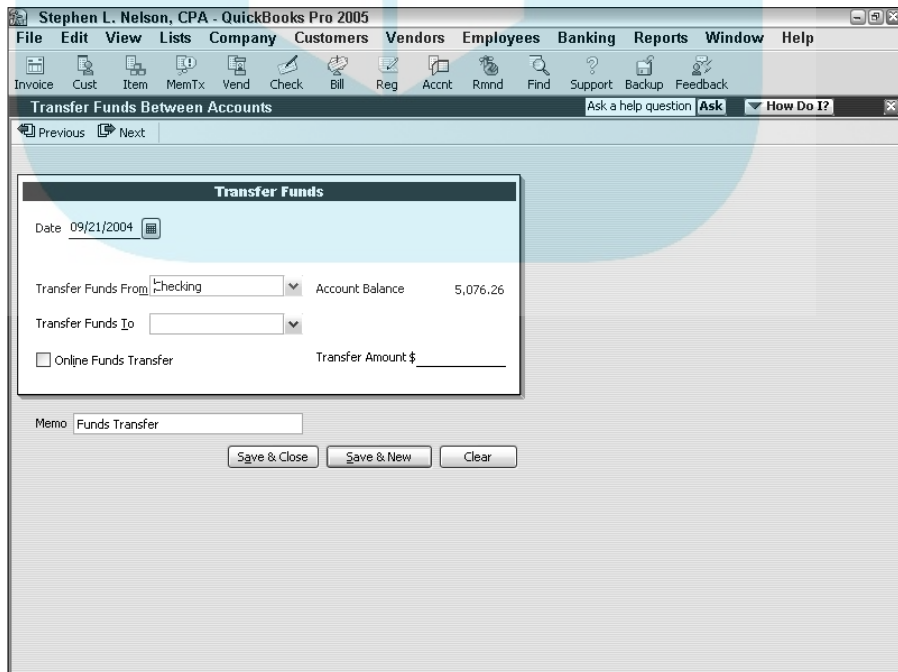 Stephen L. Nelson, CPA - QuickBooks Pro 2005
File Edit View Lists Company Customers Vendors Employees Banking Reports Window Help
Invoice Cust Item MemTx Vend Check Bill Reg Accnt Rmnd Find Support Backup Feedback
Transfer Funds Between Accounts Ask a help question Ask How Do I?
Previous Next
Transfer Funds
Date 09/21/2004
Transfer Funds From Checking Account Balance 5,076.26
Transfer Funds To
Online Funds Transfer Transfer Amount $
Memo Funds Transfer
Save & Close Save & New Clear